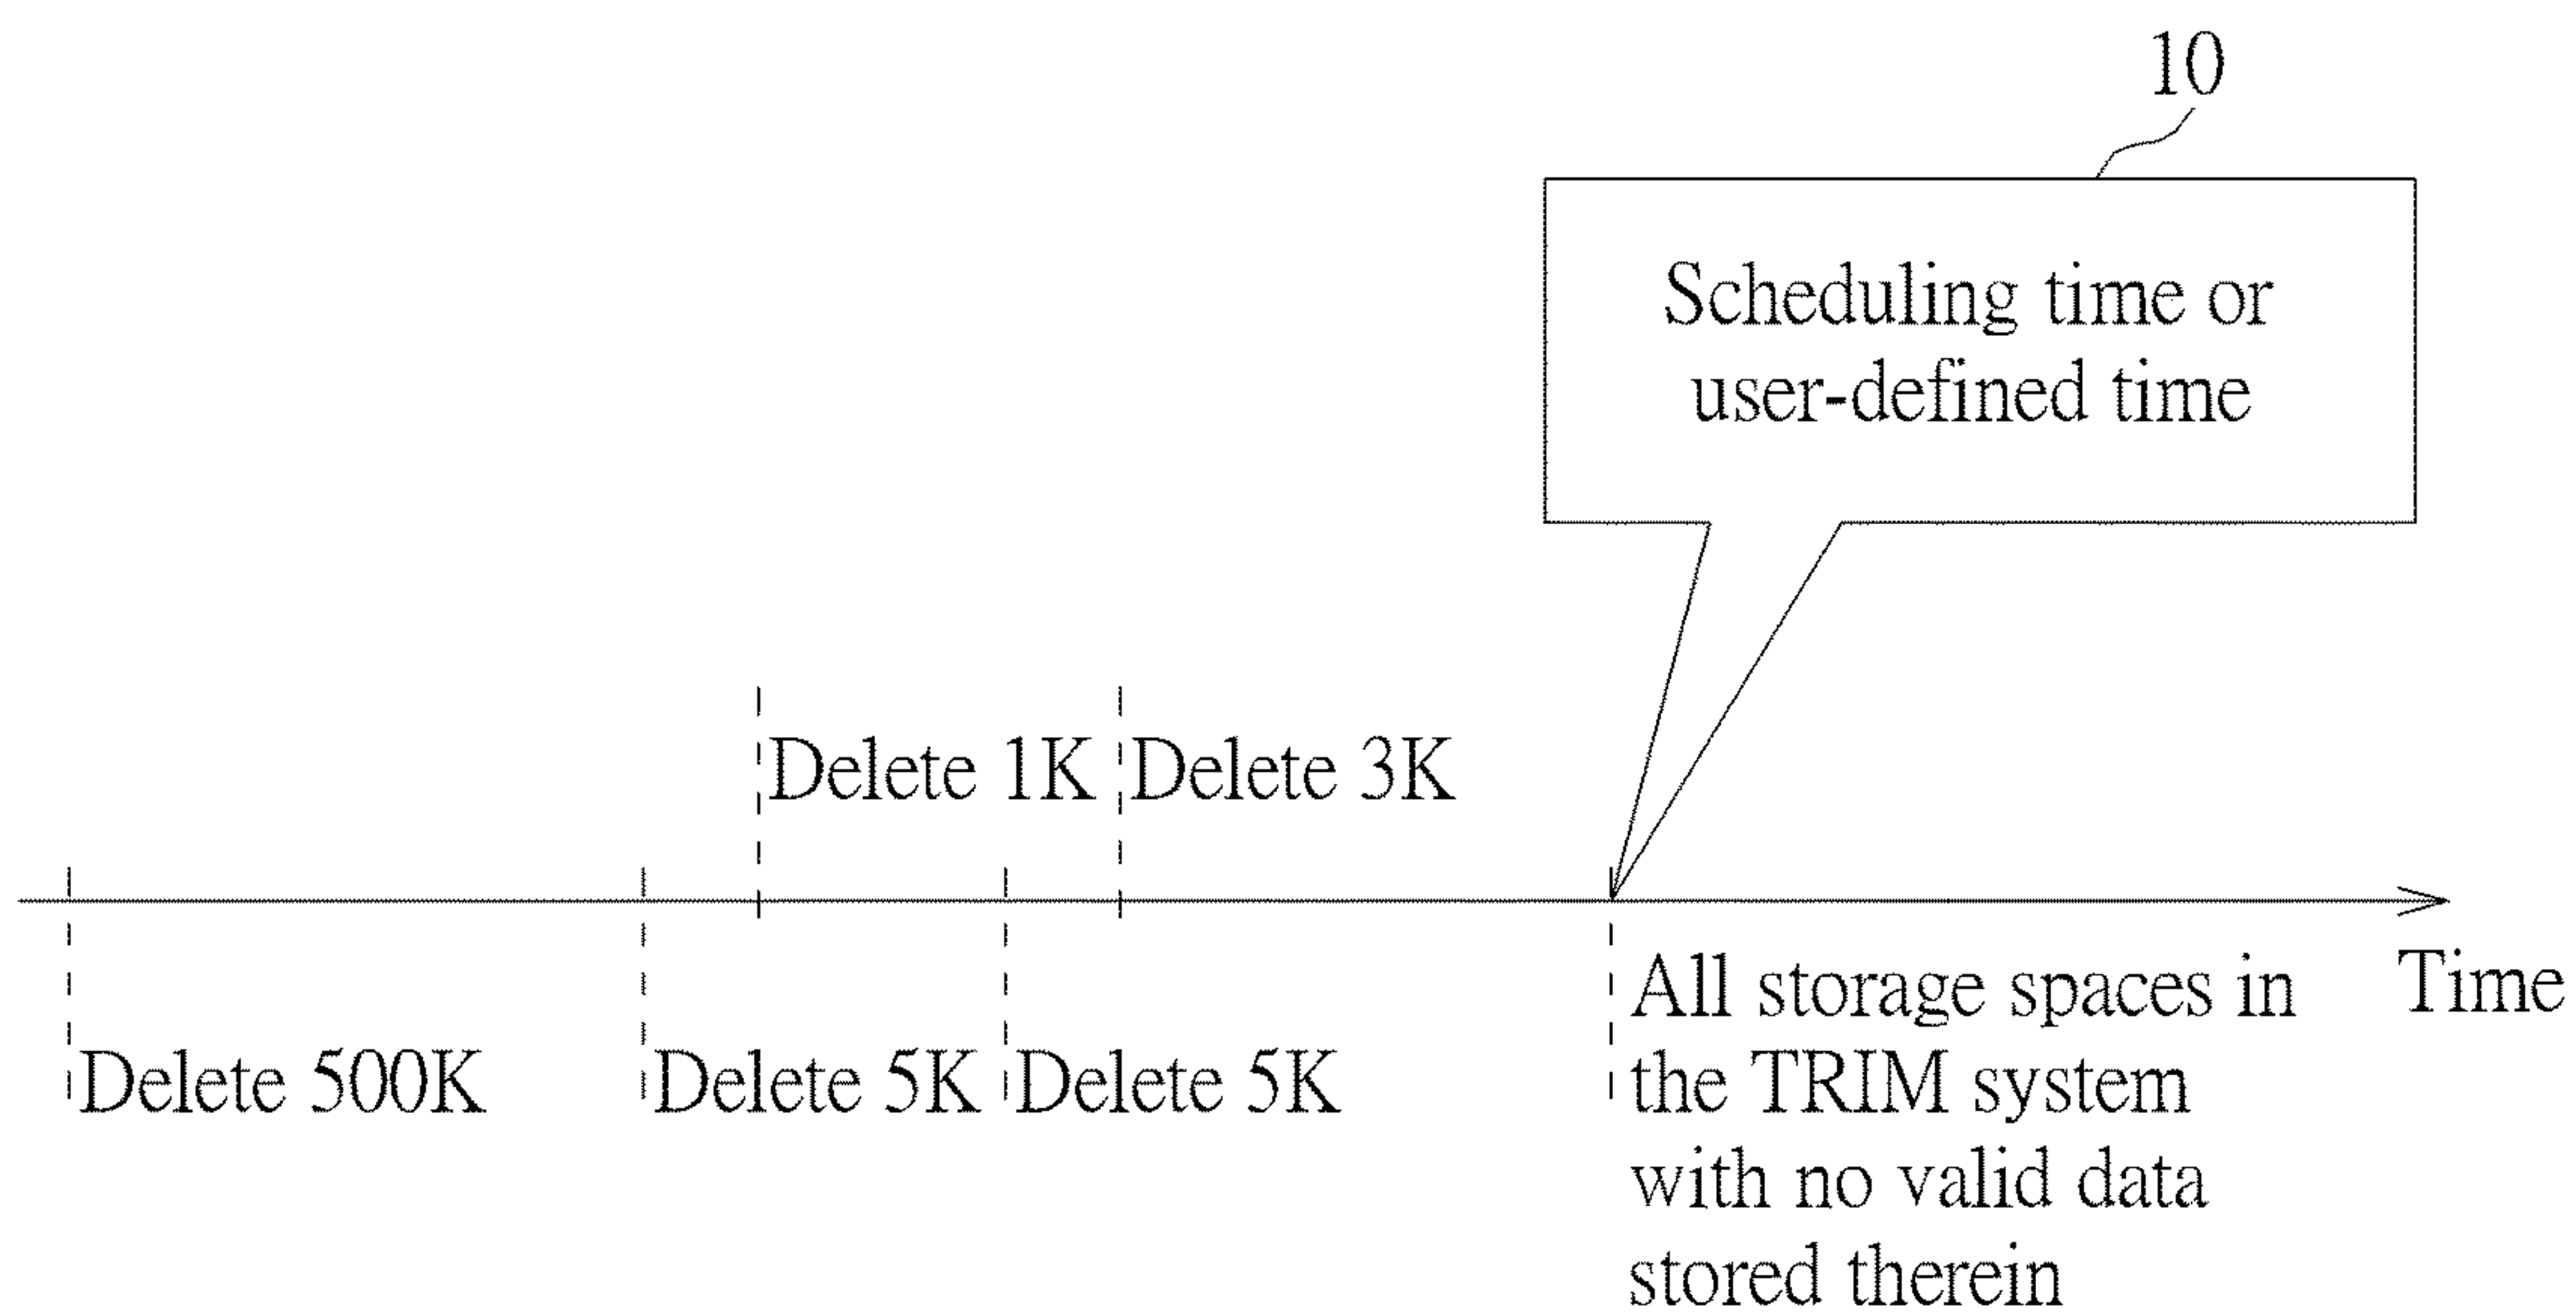 10
Scheduling time or
user-defined time
Delete 1K
Delete 3K
Delete 500K
Delete 5K
Delete 5K
All storage spaces in
the TRIM system
with no valid data
stored therein
Time